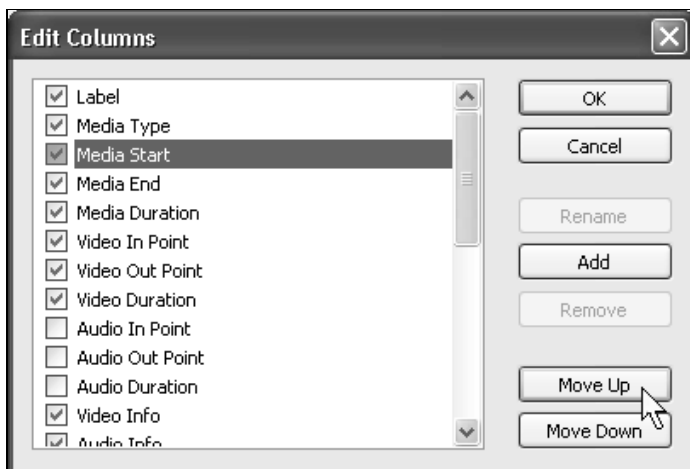 Edit Columns
Label
Media Type
Media Start
Media End
Media Duration
Video In Point
Video Out Point
Video Duration
Audio In Point
Audio Out Point
Audio Duration
Video Info
Audio Info
OK
Cancel
Rename
Add
Remove
Move Up
Move Down